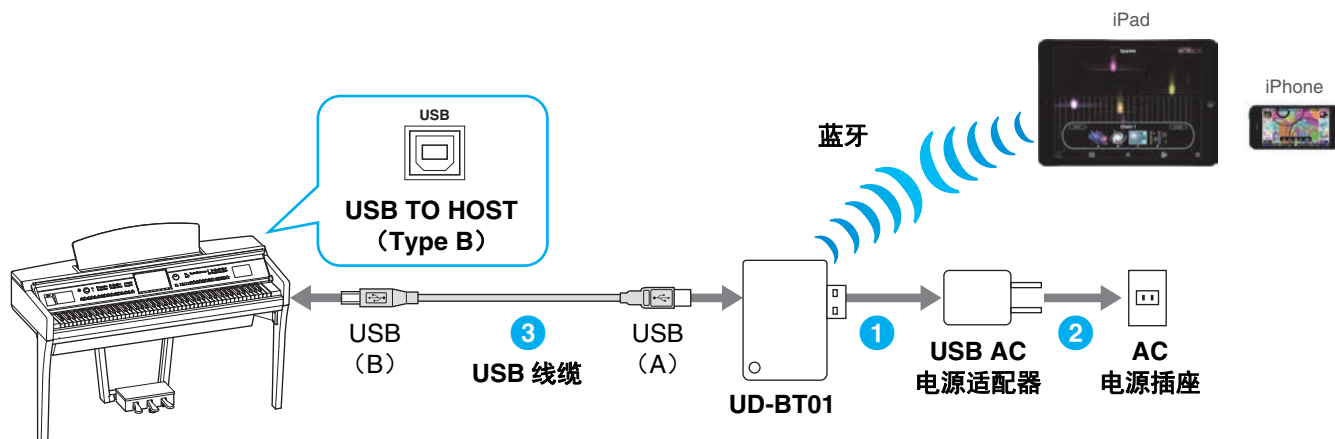 iPad
iPhone
蓝牙
USB
USB TO HOST
（Type B）
USB
（B）
3
USB 线缆
USB
（A）
UD-BT01
1
USB AC
电源适配器
2
AC
电源插座